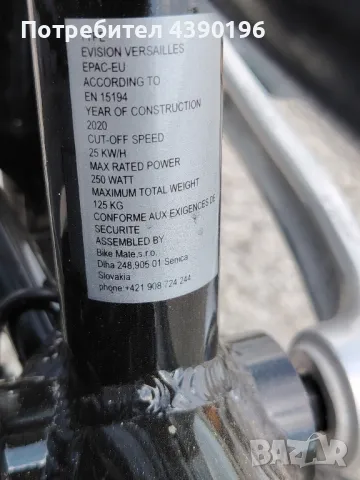 Потребител 4390196
EVISION VERSAILLES
EPAC-EU
ACCORDING TO
EN 15194
YEAR OF CONSTRUCTION
2020
CUT-OFF SPEED
25 KW/H
MAX RATED POWER
250 WATT
MAXIMUM TOTAL WEIGHT
125 KG
CONFORME AUX EXIGENCES DE
SECURITE
ASSEMBLED BY
Bike Mate,s.r.o,
Dlha 248,905 01 Senica
Slovakia
phone:+421 908 724 244
BAZAR